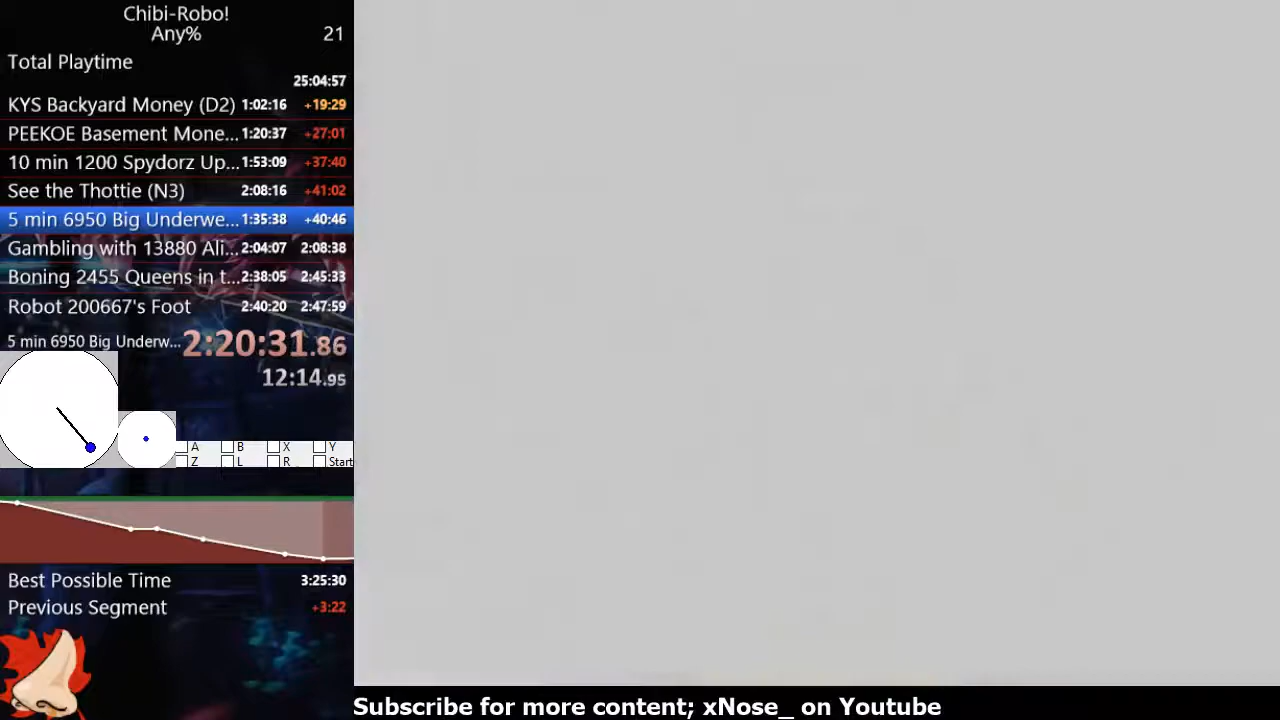 Chibi-Robo!
Any% 21
Total Playtime
25:04:57
KYS Backyard Money (D2) 1:02:16 +19:29
PEEKOE Basement Mone... 1:20:37 +27:01
10 min 1200 Spydorz Up... 1:53:09 +37:40
See the Thottie (N3) 2:08:16 +41:02
5 min 6950 Big Underwe... 1:35:38 +40:46
Gambling with 13880 Ali... 2:04:07 2:08:38
Boning 2455 Queens in t... 2:38:05 2:45:33
Robot 200667's Foot 2:40:20 2:47:59
5 min 6950 Big Underw... 2:20:31.86
12:14.95
A B X Y
Z L R Start
Best Possible Time 3:25:30
Previous Segment +3:22
Subscribe for more content; xNose_ on Youtube